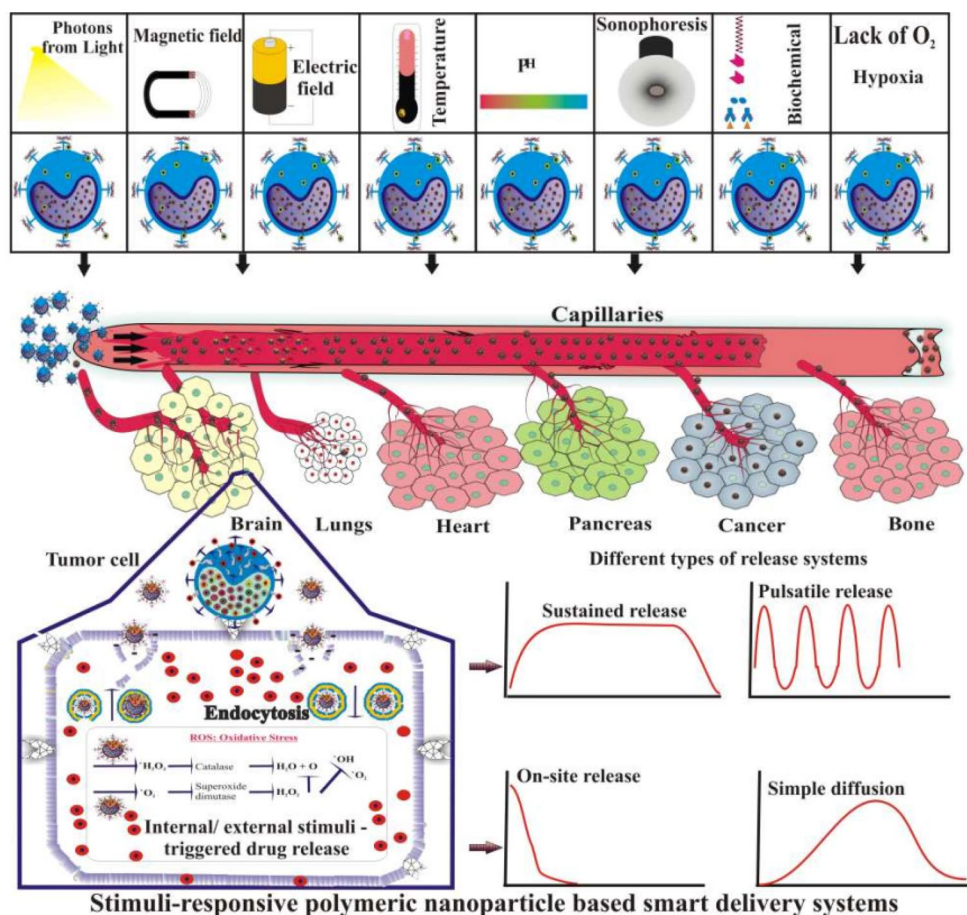 Photons
from Light
Magnetic field
Electric
field
Temperature
PH
Sonophoresis
Biochemical
Lack of O2
Hypoxia
+
−
Capillaries
Brain
Lungs
Heart
Pancreas
Cancer
Bone
Tumor cell
Endocytosis
ROS: Oxidative Stress
Catalase
H2O + O
Superoxide
dimutase
H2O2
Internal/ external stimuli -
triggered drug release
Different types of release systems
Sustained release
Pulsatile release
On-site release
Simple diffusion
Stimuli-responsive polymeric nanoparticle based smart delivery systems